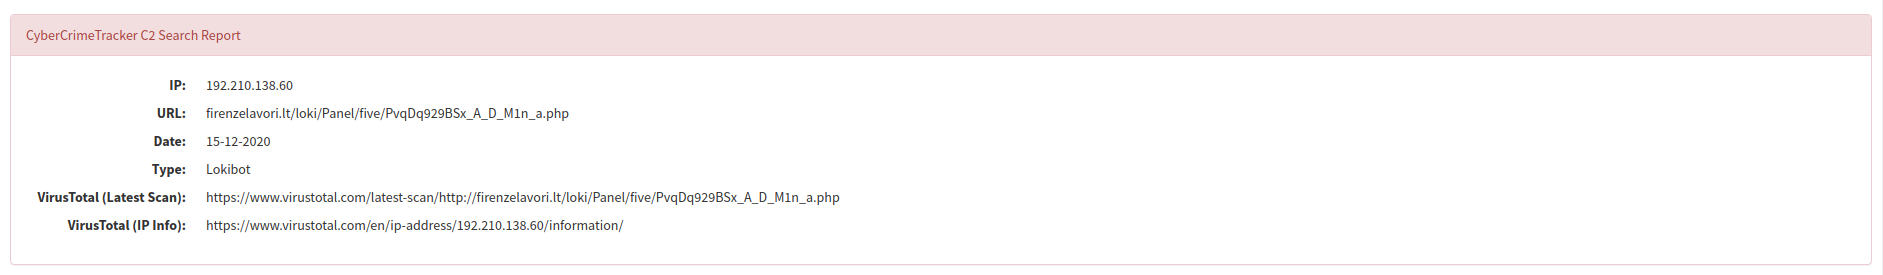 CyberCrimeTracker C2 Search Report
IP: 192.210.138.60
URL: firenzelavori.lt/loki/Panel/five/PvqDq929BSx_A_D_M1n_a.php
Date: 15-12-2020
Type: Lokibot
VirusTotal (Latest Scan): https://www.virustotal.com/latest-scan/http://firenzelavori.lt/loki/Panel/five/PvqDq929BSx_A_D_M1n_a.php
VirusTotal (IP Info): https://www.virustotal.com/en/ip-address/192.210.138.60/information/